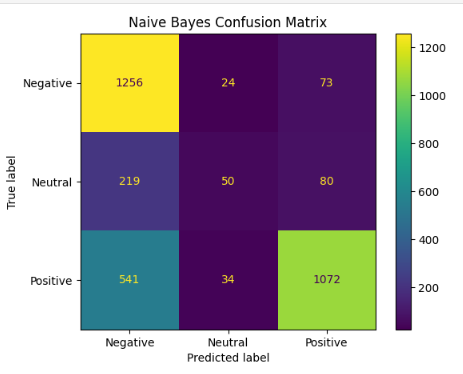 Naive Bayes Confusion Matrix
Negative 1256 24 73
Neutral 219 50 80
Positive 541 34 1072
Negative Neutral Positive
Predicted label
True label
1200
1000
800
600
400
200